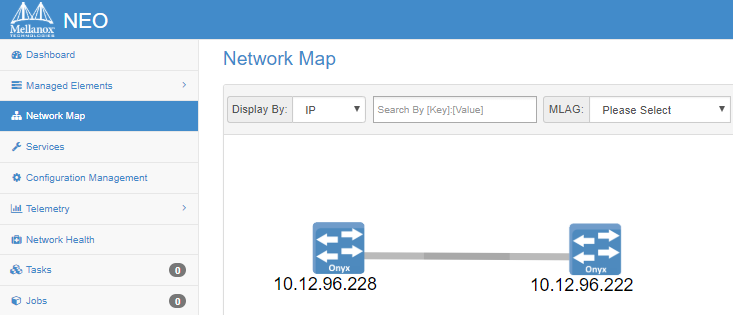 Mellanox
TECHNOLOGIES
NEO
Dashboard
Managed Elements
Network Map
Services
Configuration Management
Telemetry
Network Health
Tasks 0
Jobs 0
Network Map
Display By: IP Search By [Key]:[Value] MLAG: Please Select
Onyx Onyx
10.12.96.228 10.12.96.222